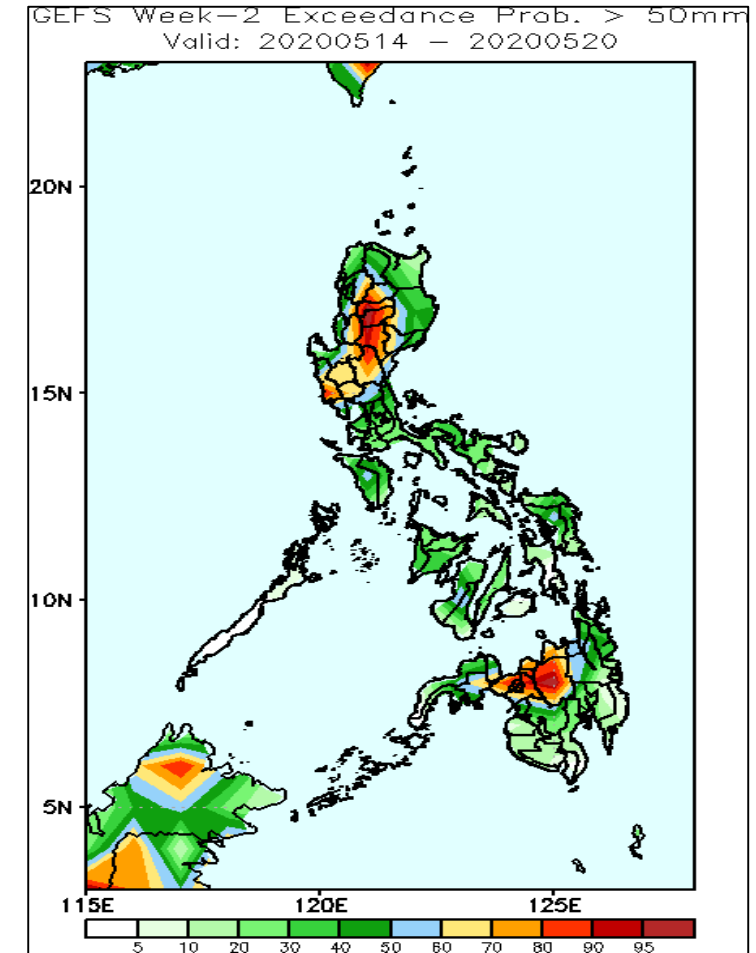 GEFS Week-2 Exceedance Prob. > 50mm
Valid: 20200514 - 20200520
20N
15N
10N
5N
115E 120E 125E
5 10 20 30 40 50 60 70 80 90 95